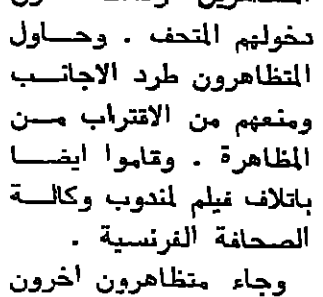 دخولهم المتحف . وحاول
المتظاهرون طرد الاجانب
ومنعهم من الاقتراب من
المظاهرة . وقاموا ايضا
باتلاف فيلم لمندوب وكالة
الصحافة الفرنسية .
وجاء متظاهرون اخرون